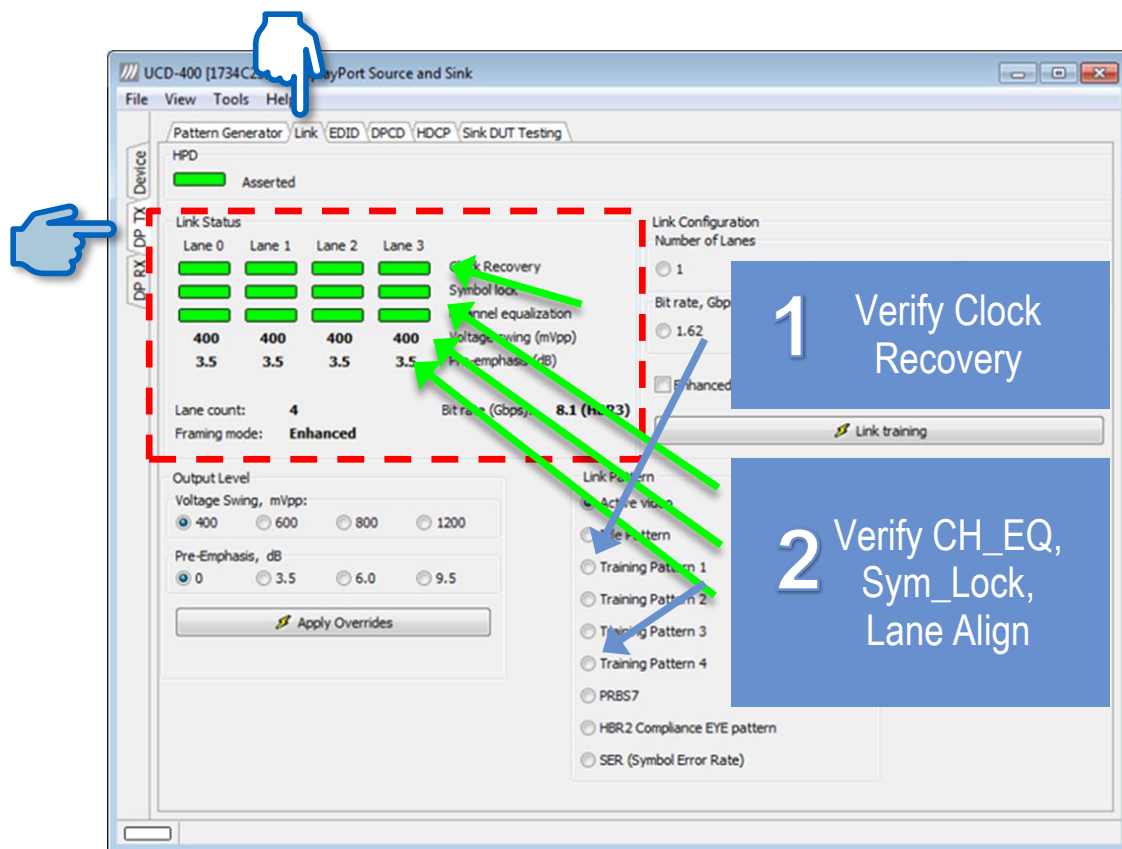 UCD-400 [1734C2 ayPort Source and Sink
File View Tools Help
Pattern Generator Link EDID DPCD HDCP Sink DUT Testing
Device
DP TX
DP RX
HPD
Asserted
Link Status
Lane 0 Lane 1 Lane 2 Lane 3
Clock Recovery
Symbol lock
Channel equalization
400 400 400 400 Voltage swing (mVpp)
3.5 3.5 3.5 3.5 Pre-emphasis (dB)
Lane count: 4 Bit rate (Gbps): 8.1 (HBR3)
Framing mode: Enhanced
Link Configuration
Number of Lanes
1
Bit rate, Gbp
1.62
Enhanced
Link training
1 Verify Clock
Recovery
Output Level
Voltage Swing, mVpp:
400 600 800 1200
Pre-Emphasis, dB
0 3.5 6.0 9.5
Apply Overrides
Link Pattern
Active video
Idle Pattern
Training Pattern 1
Training Pattern 2
Training Pattern 3
Training Pattern 4
PRBS7
HBR2 Compliance EYE pattern
SER (Symbol Error Rate)
2 Verify CH_EQ,
Sym_Lock,
Lane Align